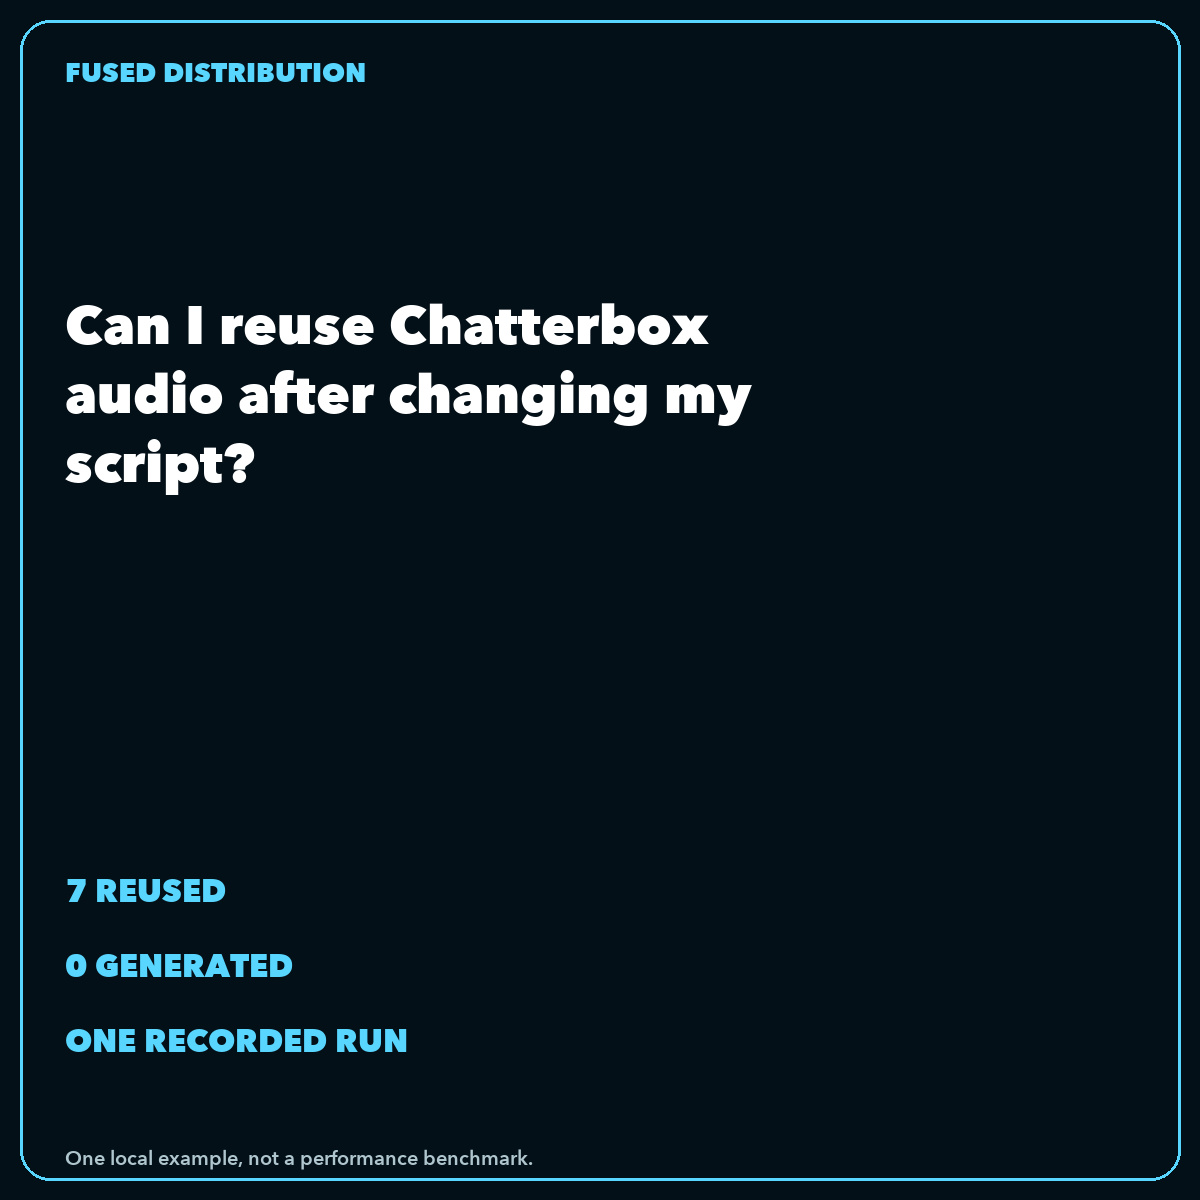 FUSED DISTRIBUTION
Can I reuse Chatterbox
audio after changing my
script?
7 REUSED
0 GENERATED
ONE RECORDED RUN
One local example, not a performance benchmark.